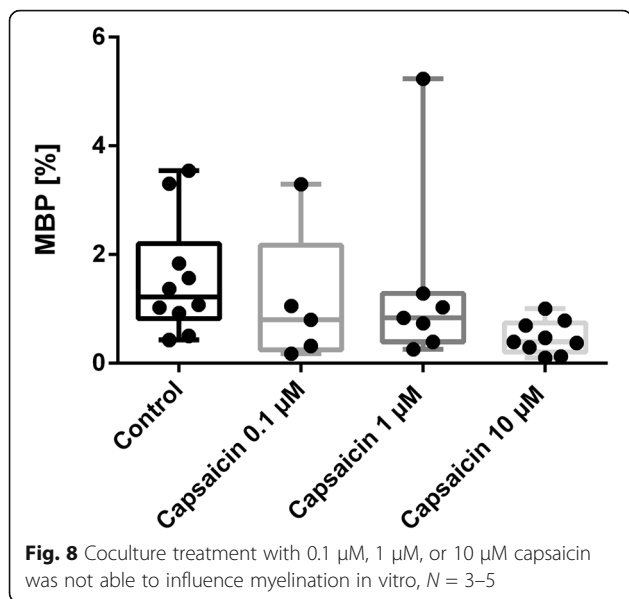 6
4
2
0
MBP [%]
Control
Capsaicin 0.1 µM
Capsaicin 1 µM
Capsaicin 10 µM
Fig. 8 Coculture treatment with 0.1 µM, 1 µM, or 10 µM capsaicin
was not able to influence myelination in vitro, N = 3–5